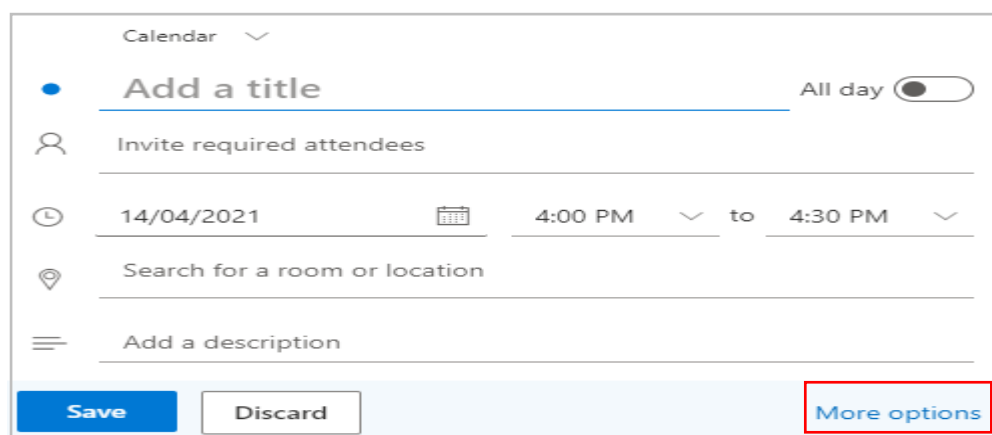 Calendar
Add a title
All day
Invite required attendees
14/04/2021 4:00 PM to 4:30 PM
Search for a room or location
Add a description
Save Discard More options